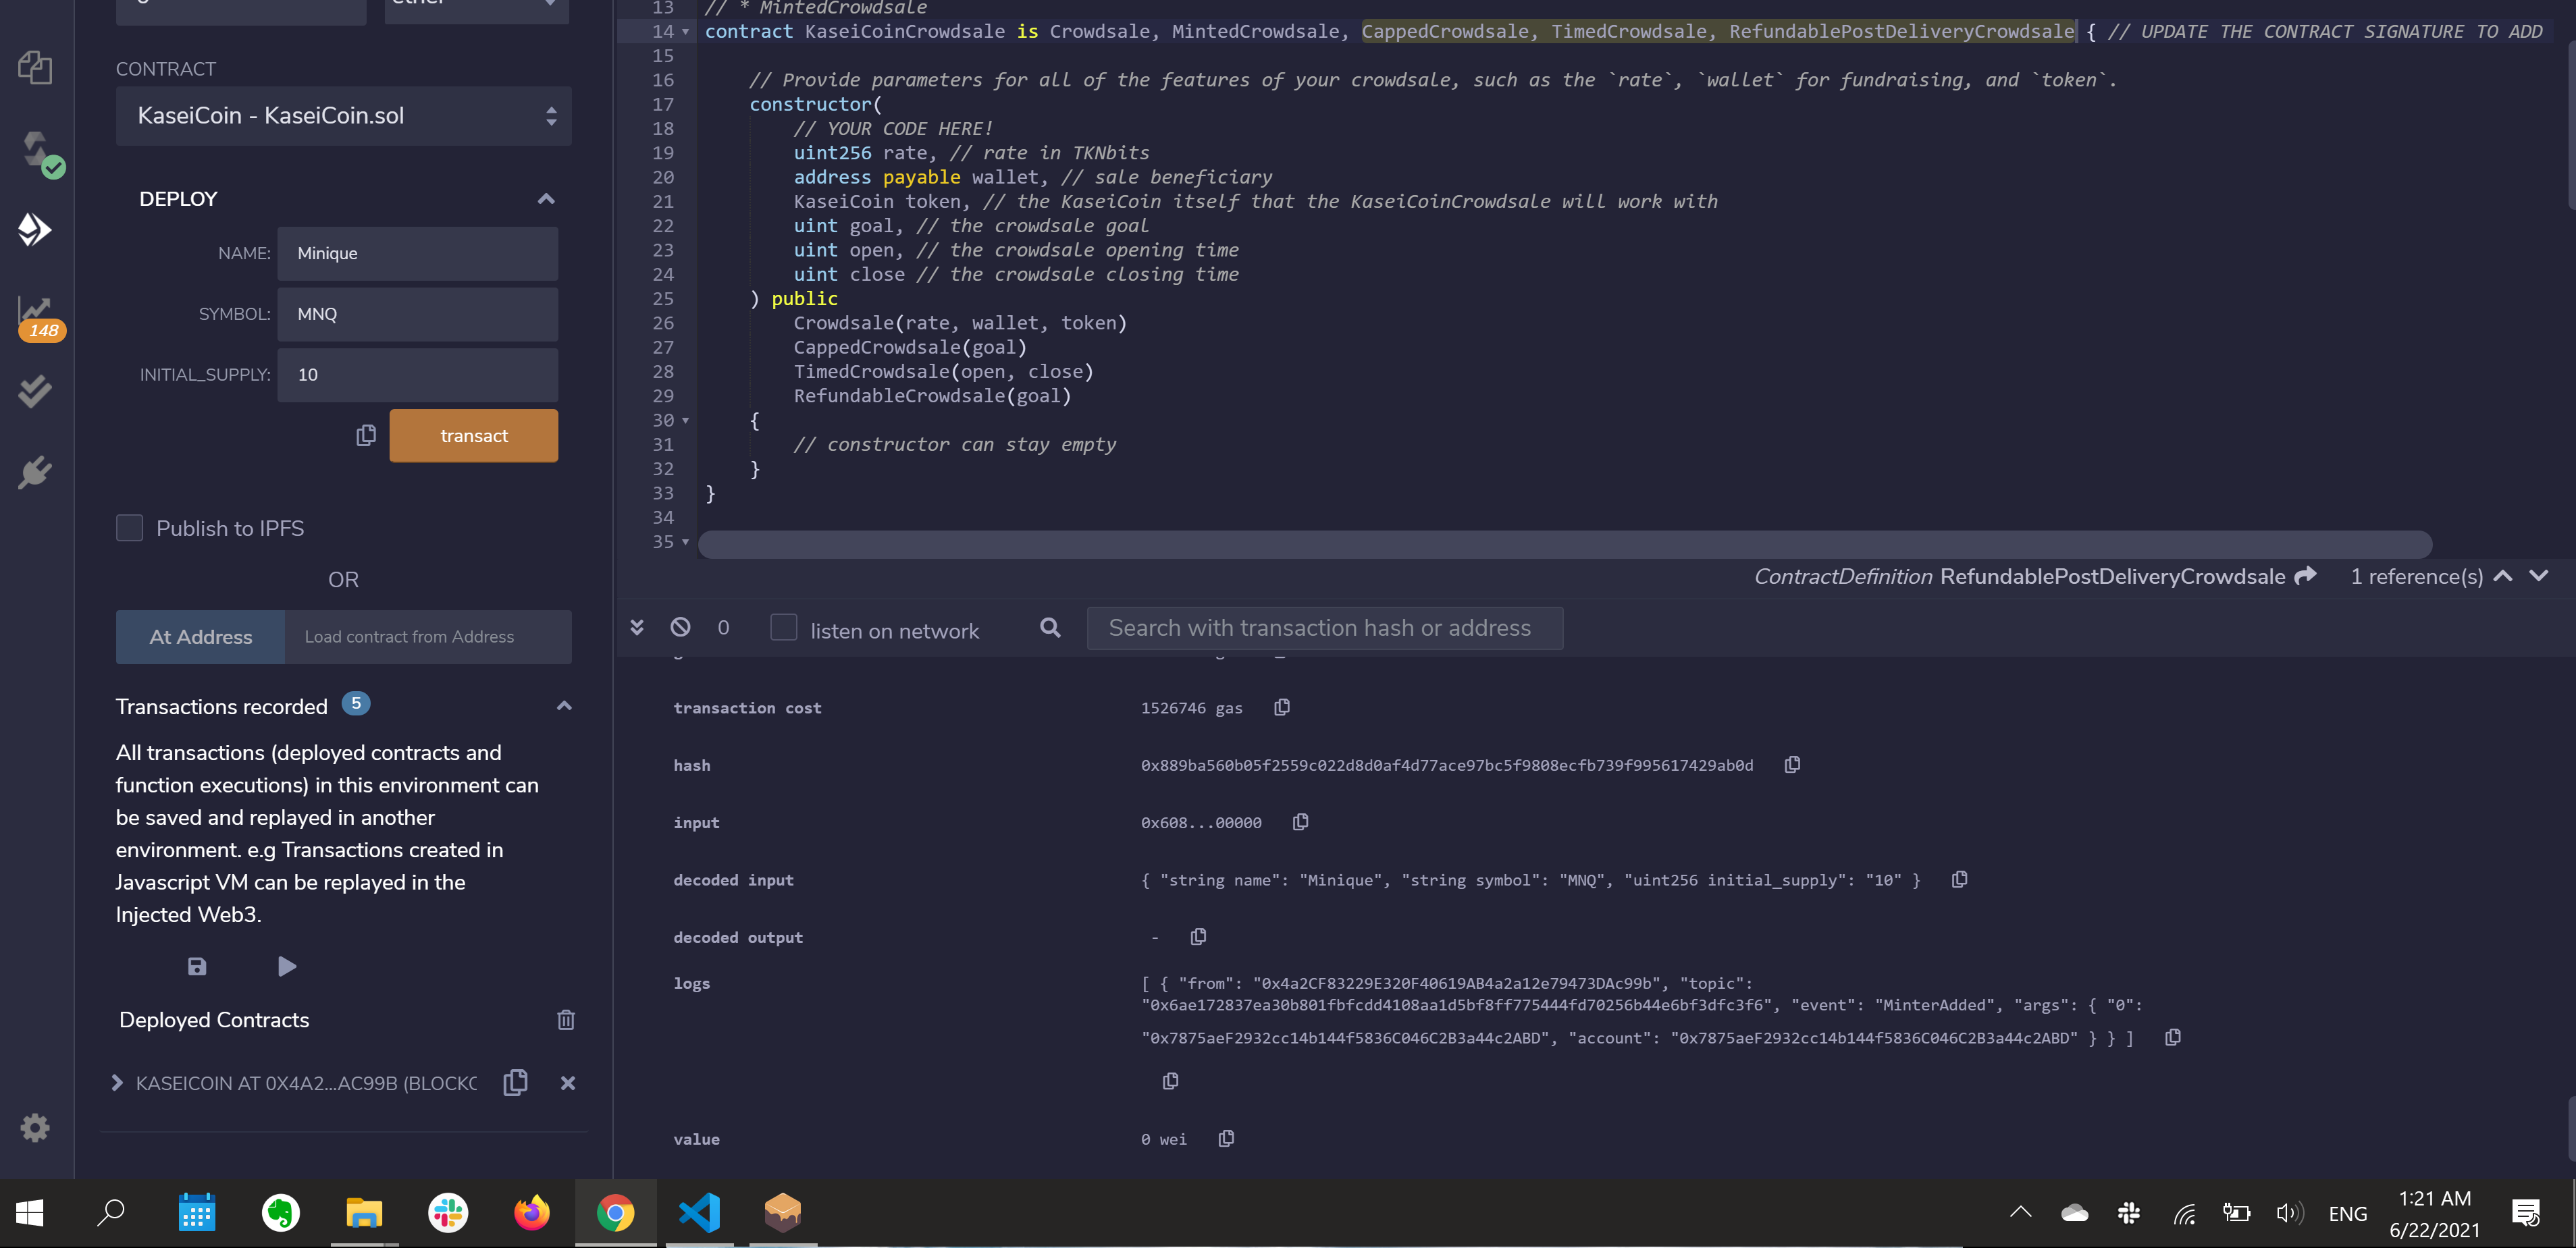 CONTRACT
KaseiCoin - KaseiCoin.sol
DEPLOY
NAME: Minique
SYMBOL: MNQ
INITIAL_SUPPLY: 10
transact
148
Publish to IPFS
OR
At Address Load contract from Address
Transactions recorded 5
All transactions (deployed contracts and
function executions) in this environment can
be saved and replayed in another
environment. e.g Transactions created in
Javascript VM can be replayed in the
Injected Web3.
Deployed Contracts
KASEICOIN AT 0X4A2...AC99B (BLOCKC
13 // * MintedCrowdsale
14 contract KaseiCoinCrowdsale is Crowdsale, MintedCrowdsale, CappedCrowdsale, TimedCrowdsale, RefundablePostDeliveryCrowdsale { // UPDATE THE CONTRACT SIGNATURE TO ADD
15
16 // Provide parameters for all of the features of your crowdsale, such as the `rate`, `wallet` for fundraising, and `token`.
17 constructor(
18 // YOUR CODE HERE!
19 uint256 rate, // rate in TKNbits
20 address payable wallet, // sale beneficiary
21 KaseiCoin token, // the KaseiCoin itself that the KaseiCoinCrowdsale will work with
22 uint goal, // the crowdsale goal
23 uint open, // the crowdsale opening time
24 uint close // the crowdsale closing time
25 ) public
26 Crowdsale(rate, wallet, token)
27 CappedCrowdsale(goal)
28 TimedCrowdsale(open, close)
29 RefundableCrowdsale(goal)
30 {
31 // constructor can stay empty
32 }
33 }
34
35
ContractDefinition RefundablePostDeliveryCrowdsale 1 reference(s)
0 listen on network Search with transaction hash or address
transaction cost 1526746 gas
hash 0x889ba560b05f2559c022d8d0af4d77ace97bc5f9808ecfb739f995617429ab0d
input 0x608...00000
decoded input { "string name": "Minique", "string symbol": "MNQ", "uint256 initial_supply": "10" }
decoded output -
logs [ { "from": "0x4a2CF83229E320F40619AB4a2a12e79473DAc99b", "topic":
"0x6ae172837ea30b801fbfcdd4108aa1d5bf8ff775444fd70256b44e6bf3dfc3f6", "event": "MinterAdded", "args": { "0":
"0x7875aeF2932cc14b144f5836C046C2B3a44c2ABD", "account": "0x7875aeF2932cc14b144f5836C046C2B3a44c2ABD" } } ]
value 0 wei
ENG
1:21 AM
6/22/2021